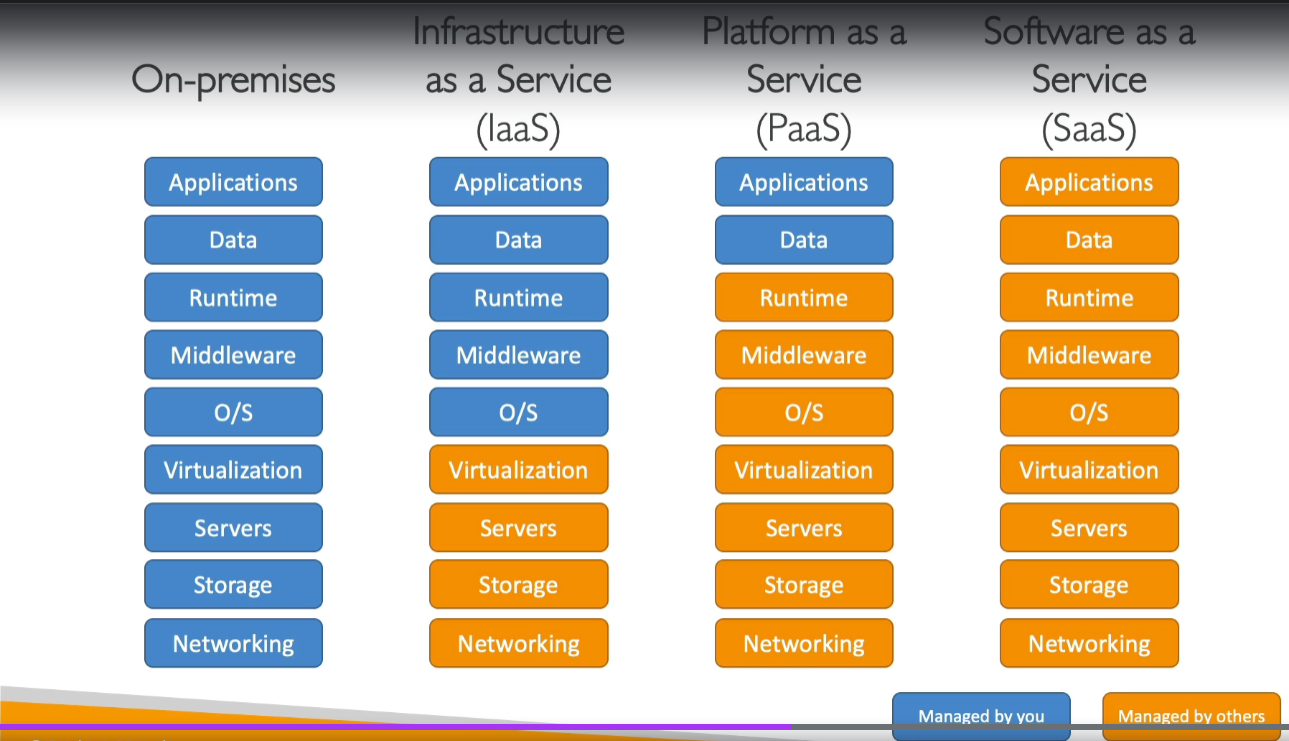 On-premises
Infrastructure
as a Service
(IaaS)
Platform as a
Service
(PaaS)
Software as a
Service
(SaaS)
Applications
Data
Runtime
Middleware
O/S
Virtualization
Servers
Storage
Networking
Applications
Data
Runtime
Middleware
O/S
Virtualization
Servers
Storage
Networking
Applications
Data
Runtime
Middleware
O/S
Virtualization
Servers
Storage
Networking
Applications
Data
Runtime
Middleware
O/S
Virtualization
Servers
Storage
Networking
Managed by you
Managed by others